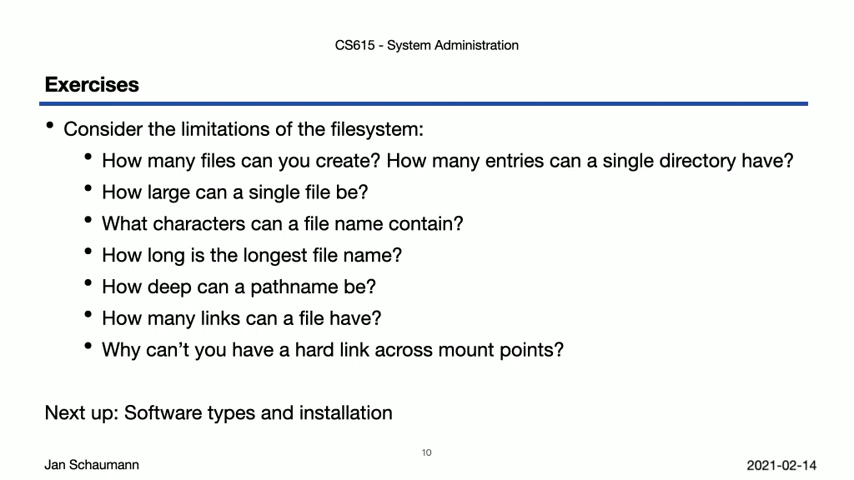 CS615 - System Administration
Exercises
• Consider the limitations of the filesystem:
• How many files can you create? How many entries can a single directory have?
• How large can a single file be?
• What characters can a file name contain?
• How long is the longest file name?
• How deep can a pathname be?
• How many links can a file have?
• Why can't you have a hard link across mount points?
Next up: Software types and installation
10
Jan Schaumann
2021-02-14